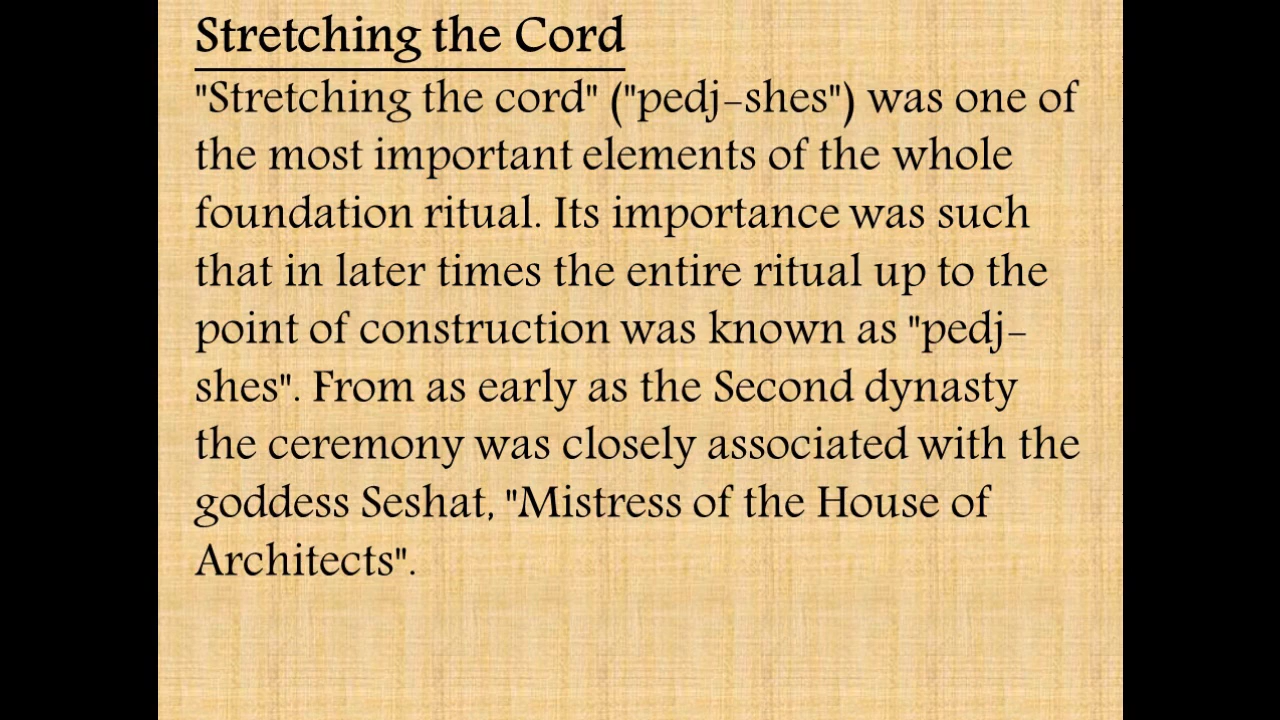 Stretching the Cord
"Stretching the cord" ("pedj-shes") was one of
the most important elements of the whole
foundation ritual. Its importance was such
that in later times the entire ritual up to the
point of construction was known as "pedj-
shes". From as early as the Second dynasty
the ceremony was closely associated with the
goddess Seshat, "Mistress of the House of
Architects".